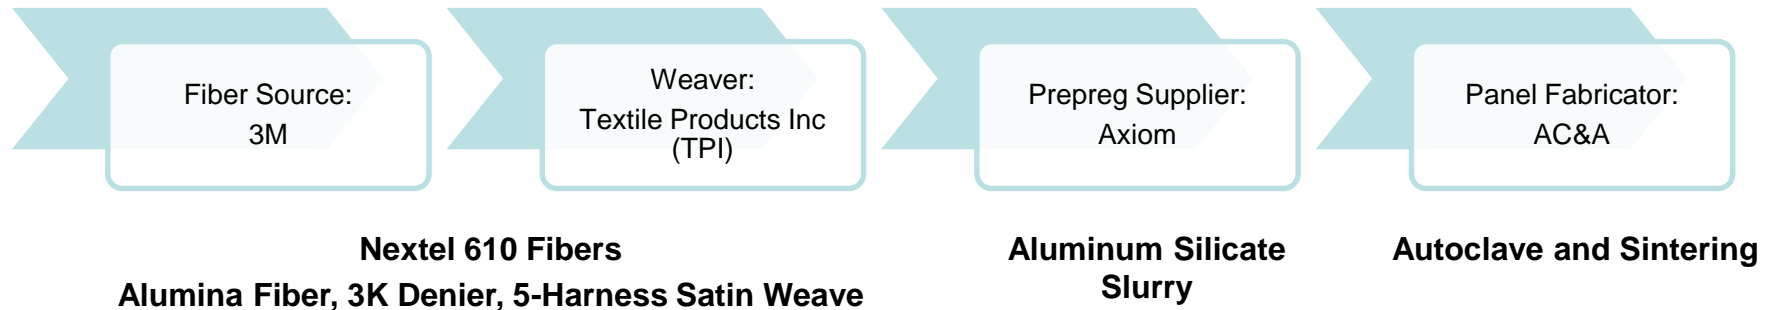 Fiber Source:
3M
Weaver:
Textile Products Inc
(TPI)
Prepreg Supplier:
Axiom
Panel Fabricator:
AC&A
Nextel 610 Fibers
Alumina Fiber, 3K Denier, 5-Harness Satin Weave
Aluminum Silicate
Slurry
Autoclave and Sintering